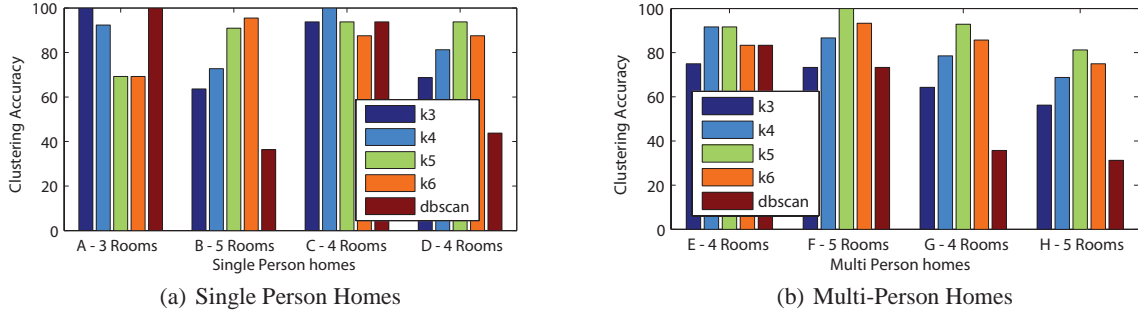 Clustering Accuracy
100
80
60
40
20
0
k3
k4
k5
k6
dbscan
A - 3 Rooms B - 5 Rooms C - 4 Rooms D - 4 Rooms
Single Person homes
(a) Single Person Homes
Clustering Accuracy
100
80
60
40
20
0
k3
k4
k5
k6
dbscan
E - 4 Rooms F - 5 Rooms G - 4 Rooms H - 5 Rooms
Multi Person homes
(b) Multi-Person Homes